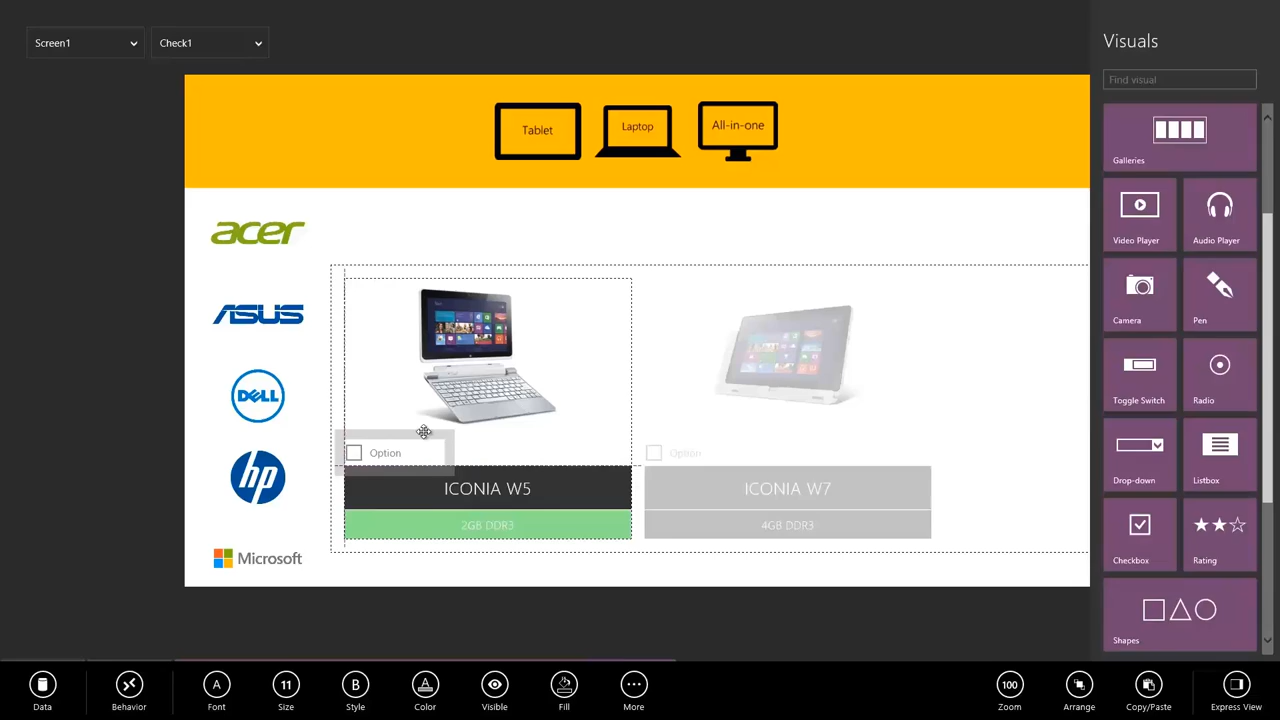 Screen1
Check1
Visuals
Find visual
Tablet
Laptop
All-in-one
Galleries
Video Player
Audio Player
acer
ASUS
Camera
Pen
Toggle Switch
Radio
DELL
Option
Option
Drop-down
Listbox
hp
ICONIA W5
ICONIA W7
2GB DDR3
4GB DDR3
Checkbox
Rating
Microsoft
Shapes
A
11
B
A
100
Data
Behavior
Font
Size
Style
Color
Visible
Fill
More
Zoom
Arrange
Copy/Paste
Express View